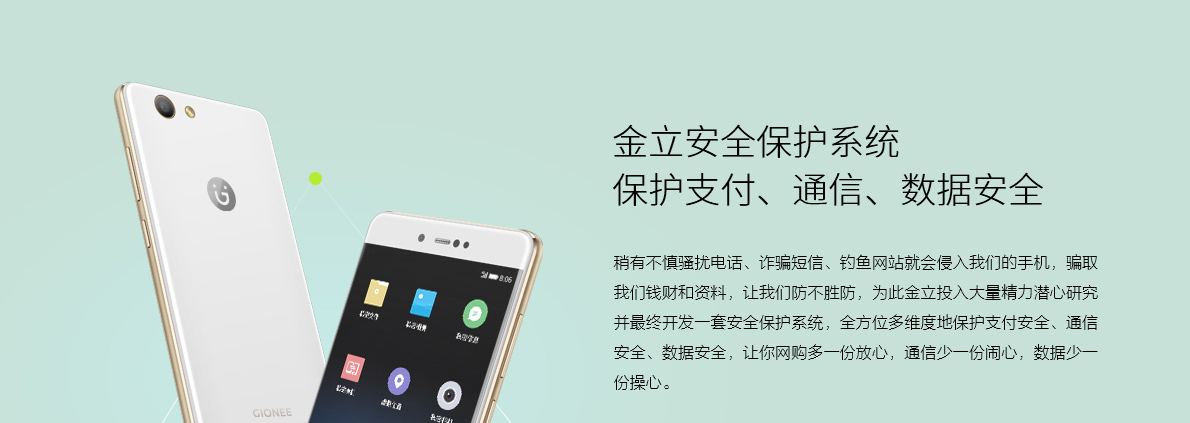 金立安全保护系统
保护支付、通信、数据安全
稍有不慎骚扰电话、诈骗短信、钓鱼网站就会侵入我们的手机，骗取
我们钱财和资料，让我们防不胜防，为此金立投入大量精力潜心研究
并最终开发一套安全保护系统，全方位多维度地保护支付安全、通信
安全、数据安全，让你网购多一份放心，通信少一份闹心，数据少一
份操心。
8:06
GIONEE